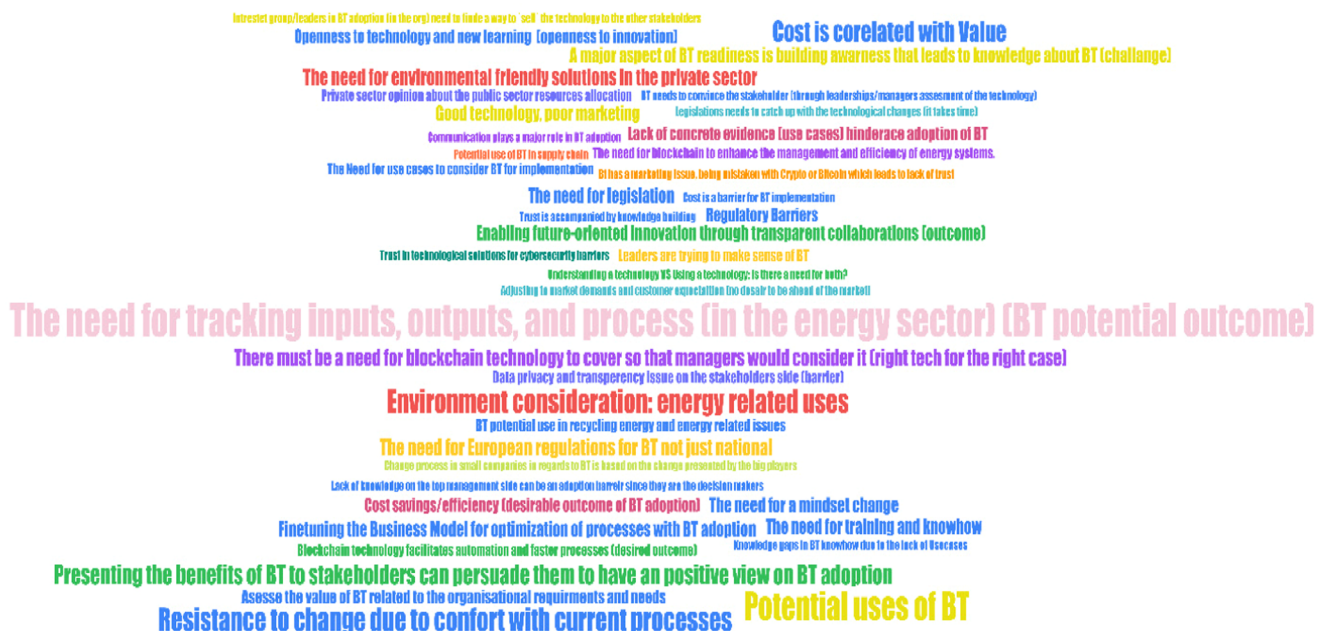 Intrestet group/leaders in BT adoption (in the org) need to finde a way to ´sell´ the technology to the other stakeholders
Openness to technology and new learning (openness to innovation)
Cost is corelated with Value
A major aspect of BT readiness is building awarness that leads to knowledge about BT (challange)
The need for environmental friendly solutions in the private sector
Private sector opinion about the public sector resources allocation
BT needs to convince the stakeholder (through leaderships/managers assesment of the technology)
Good technology, poor marketing
Legislations needs to catch up with the technological changes (it takes time)
Communication plays a major role in BT adoption
Lack of concrete evidence (use cases) hinderace adoption of BT
Potential use of BT in supply chain
The need for blockchain to enhance the management and efficiency of energy systems.
The Need for use cases to consider BT for implementation
Bt has a marketing issue, being mistaken with Crypto or Bitcoin which leads to lack of trust
The need for legislation
Cost is a barrier for BT implementation
Trust is accompanied by knowledge building
Regulatory Barriers
Enabling future-oriented innovation through transparent collaborations (outcome)
Trust in technological solutions for cybersecurity barriers
Leaders are trying to make sense of BT
Understanding a technology VS Using a technology: is there a need for both?
Adjusting to market demands and customer expectation (no desair to be ahead of the market)
The need for tracking inputs, outputs, and process (in the energy sector) (BT potential outcome)
There must be a need for blockchain technology to cover so that managers would consider it (right tech for the right case)
Data privacy and transperency issue on the stakeholders side (barrier)
Environment consideration: energy related uses
BT potential use in recycling energy and energy related issues
The need for European regulations for BT not just national
Change process in small companies in regards to BT is based on the change presented by the big players
Lack of knowledge on the top management side can be an adoption barreir since they are the decision makers
Cost savings/efficiency (desirable outcome of BT adoption)
The need for a mindset change
Finetuning the Business Model for optimization of processes with BT adoption
The need for training and knowhow
Blockchain technology facilitates automation and faster processes (desired outcome)
Knowledge gaps in BT knowhow due to the lack of Usecases
Presenting the benefits of BT to stakeholders can persuade them to have an positive view on BT adoption
Asesse the value of BT related to the organisational requirments and needs
Potential uses of BT
Resistance to change due to confort with current processes